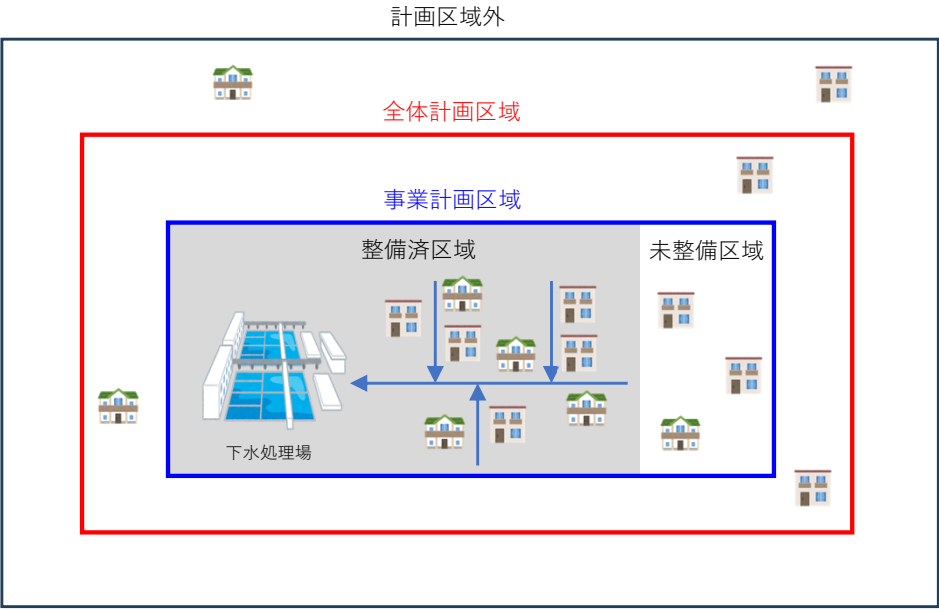 計画区域外
全体計画区域
事業計画区域
整備済区域
未整備区域
下水処理場